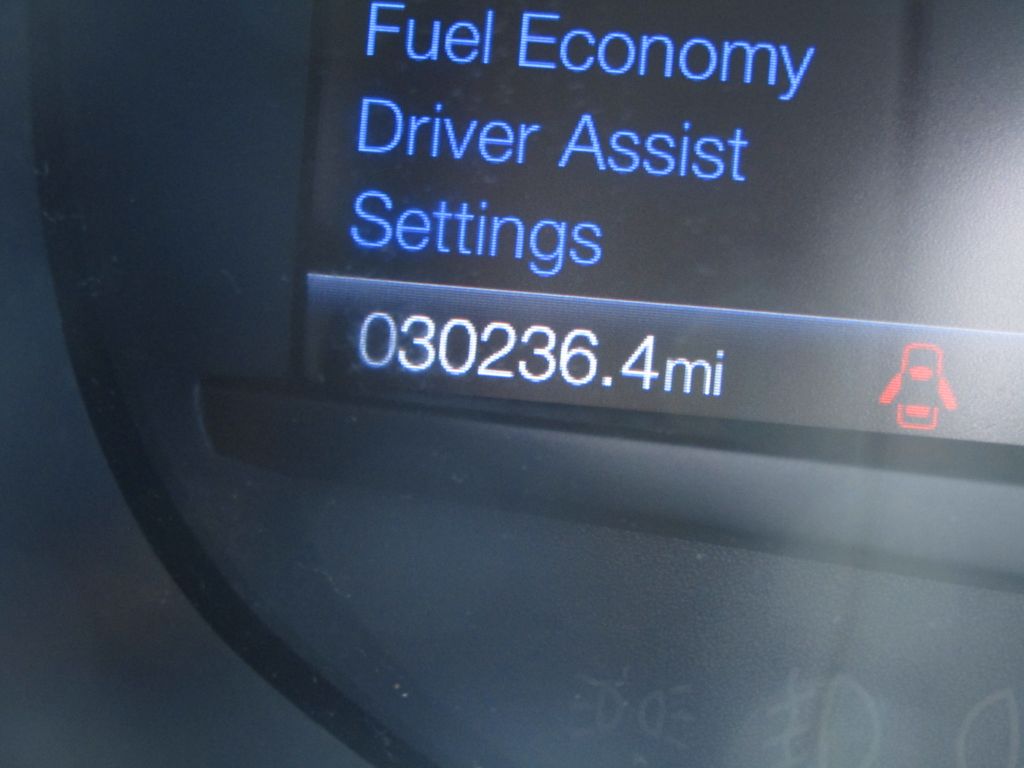 Fuel Economy
Driver Assist
Settings
030236.4mi